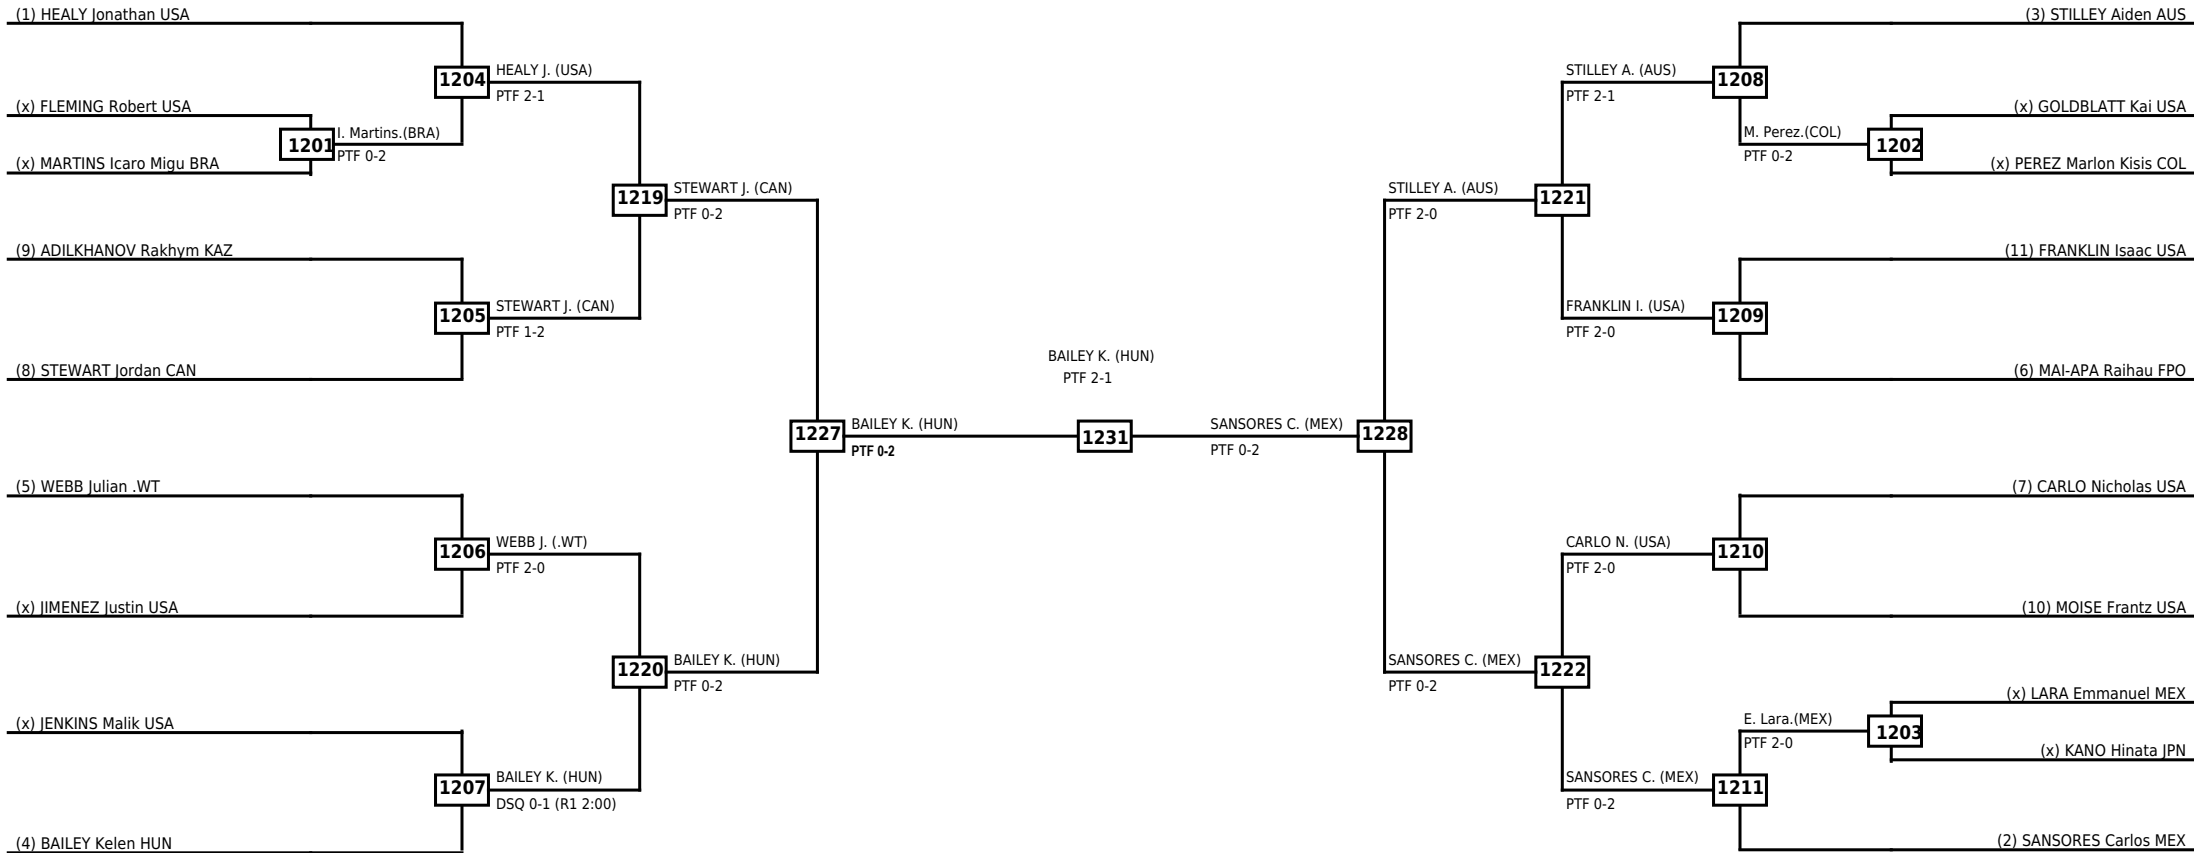 (1) HEALY Jonathan USA
1204
HEALY J. (USA)
PTF 2-1
(x) FLEMING Robert USA
1201
I. Martins.(BRA)
PTF 0-2
(x) MARTINS Icaro Migu BRA
1219
STEWART J. (CAN)
PTF 0-2
(9) ADILKHANOV Rakhym KAZ
1205
STEWART J. (CAN)
PTF 1-2
(8) STEWART Jordan CAN
1227
BAILEY K. (HUN)
PTF 0-2
(5) WEBB Julian .WT
1206
WEBB J. (.WT)
PTF 2-0
(x) JIMENEZ Justin USA
1220
BAILEY K. (HUN)
PTF 0-2
(x) JENKINS Malik USA
1207
BAILEY K. (HUN)
DSQ 0-1 (R1 2:00)
(4) BAILEY Kelen HUN
BAILEY K. (HUN)
PTF 2-1
1231
(3) STILLEY Aiden AUS
STILLEY A. (AUS)
PTF 2-1
1208
(x) GOLDBLATT Kai USA
M. Perez.(COL)
PTF 0-2
1202
(x) PEREZ Marlon Kisis COL
STILLEY A. (AUS)
PTF 2-0
1221
(11) FRANKLIN Isaac USA
FRANKLIN I. (USA)
PTF 2-0
1209
(6) MAI-APA Raihau FPO
SANSORES C. (MEX)
PTF 0-2
1228
(7) CARLO Nicholas USA
CARLO N. (USA)
PTF 2-0
1210
(10) MOISE Frantz USA
SANSORES C. (MEX)
PTF 0-2
1222
(x) LARA Emmanuel MEX
E. Lara.(MEX)
PTF 2-0
1203
(x) KANO Hinata JPN
SANSORES C. (MEX)
PTF 0-2
1211
(2) SANSORES Carlos MEX